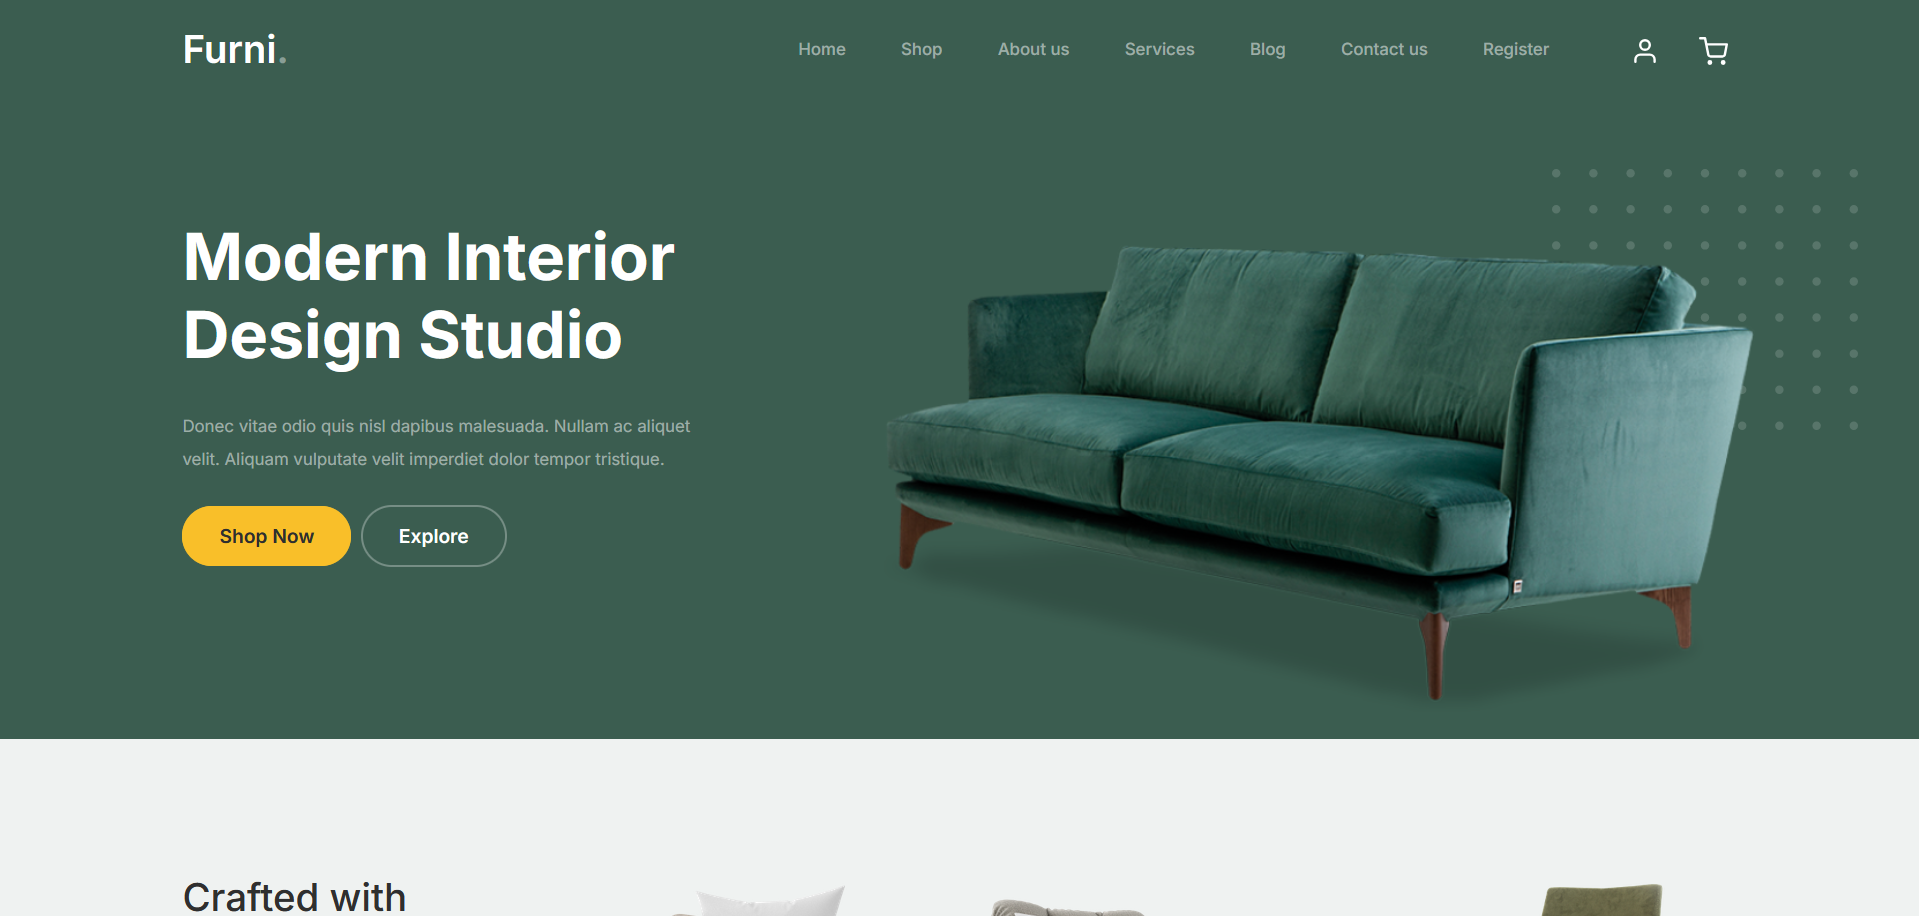 Furni.
Home Shop About us Services Blog Contact us Register
Modern Interior
Design Studio
Donec vitae odio quis nisl dapibus malesuada. Nullam ac aliquet
velit. Aliquam vulputate velit imperdiet dolor tempor tristique.
Shop Now Explore
Crafted with